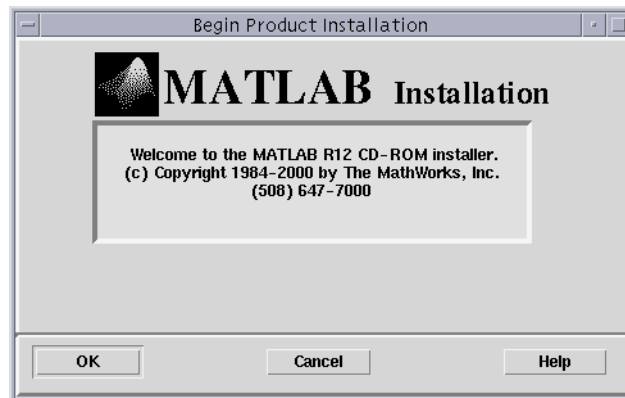 Begin Product Installation
MATLAB Installation
Welcome to the MATLAB R12 CD-ROM installer.
(c) Copyright 1984-2000 by The MathWorks, Inc.
(508) 647-7000
OK
Cancel
Help